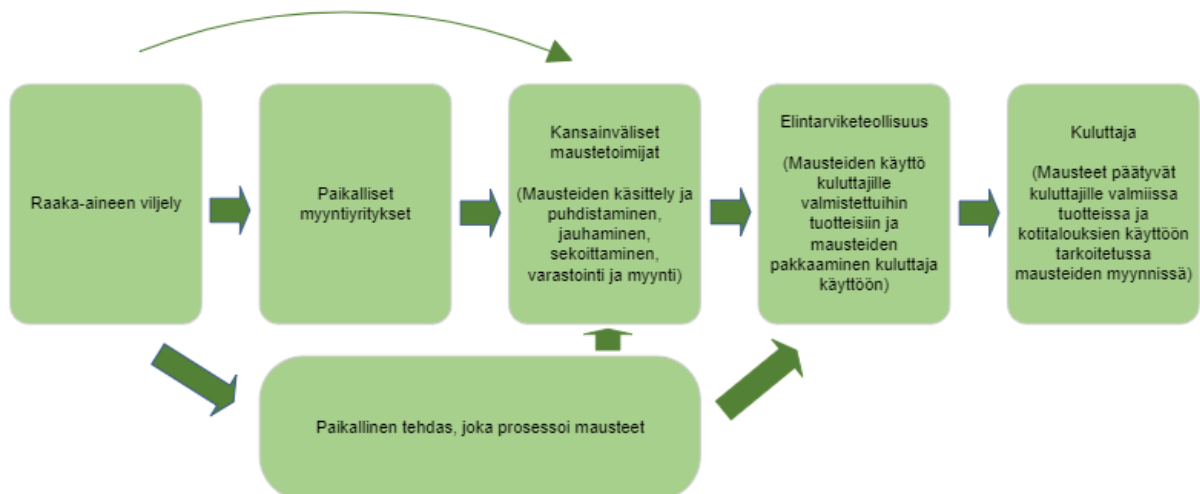 Raaka-aineen viljely
Paikalliset
myyntiyritykset
Kansainväliset
maustetoimijat
(Mausteiden käsittely ja
puhdistaminen,
jauhaminen,
sekoittaminen,
varastointi ja myynti)
Elintarviketeollisuus
(Mausteiden käyttö
kuluttajille
valmistettuihin
tuotteisiin ja
mausteiden
pakkaaminen kuluttaja
käyttöön)
Kuluttaja
(Mausteet päätyvät
kuluttajille valmiissa
tuotteissa ja
kotitalouksien käyttöön
tarkoitetussa
mausteiden myynnissä)
Paikallinen tehdas, joka prosessoi mausteet